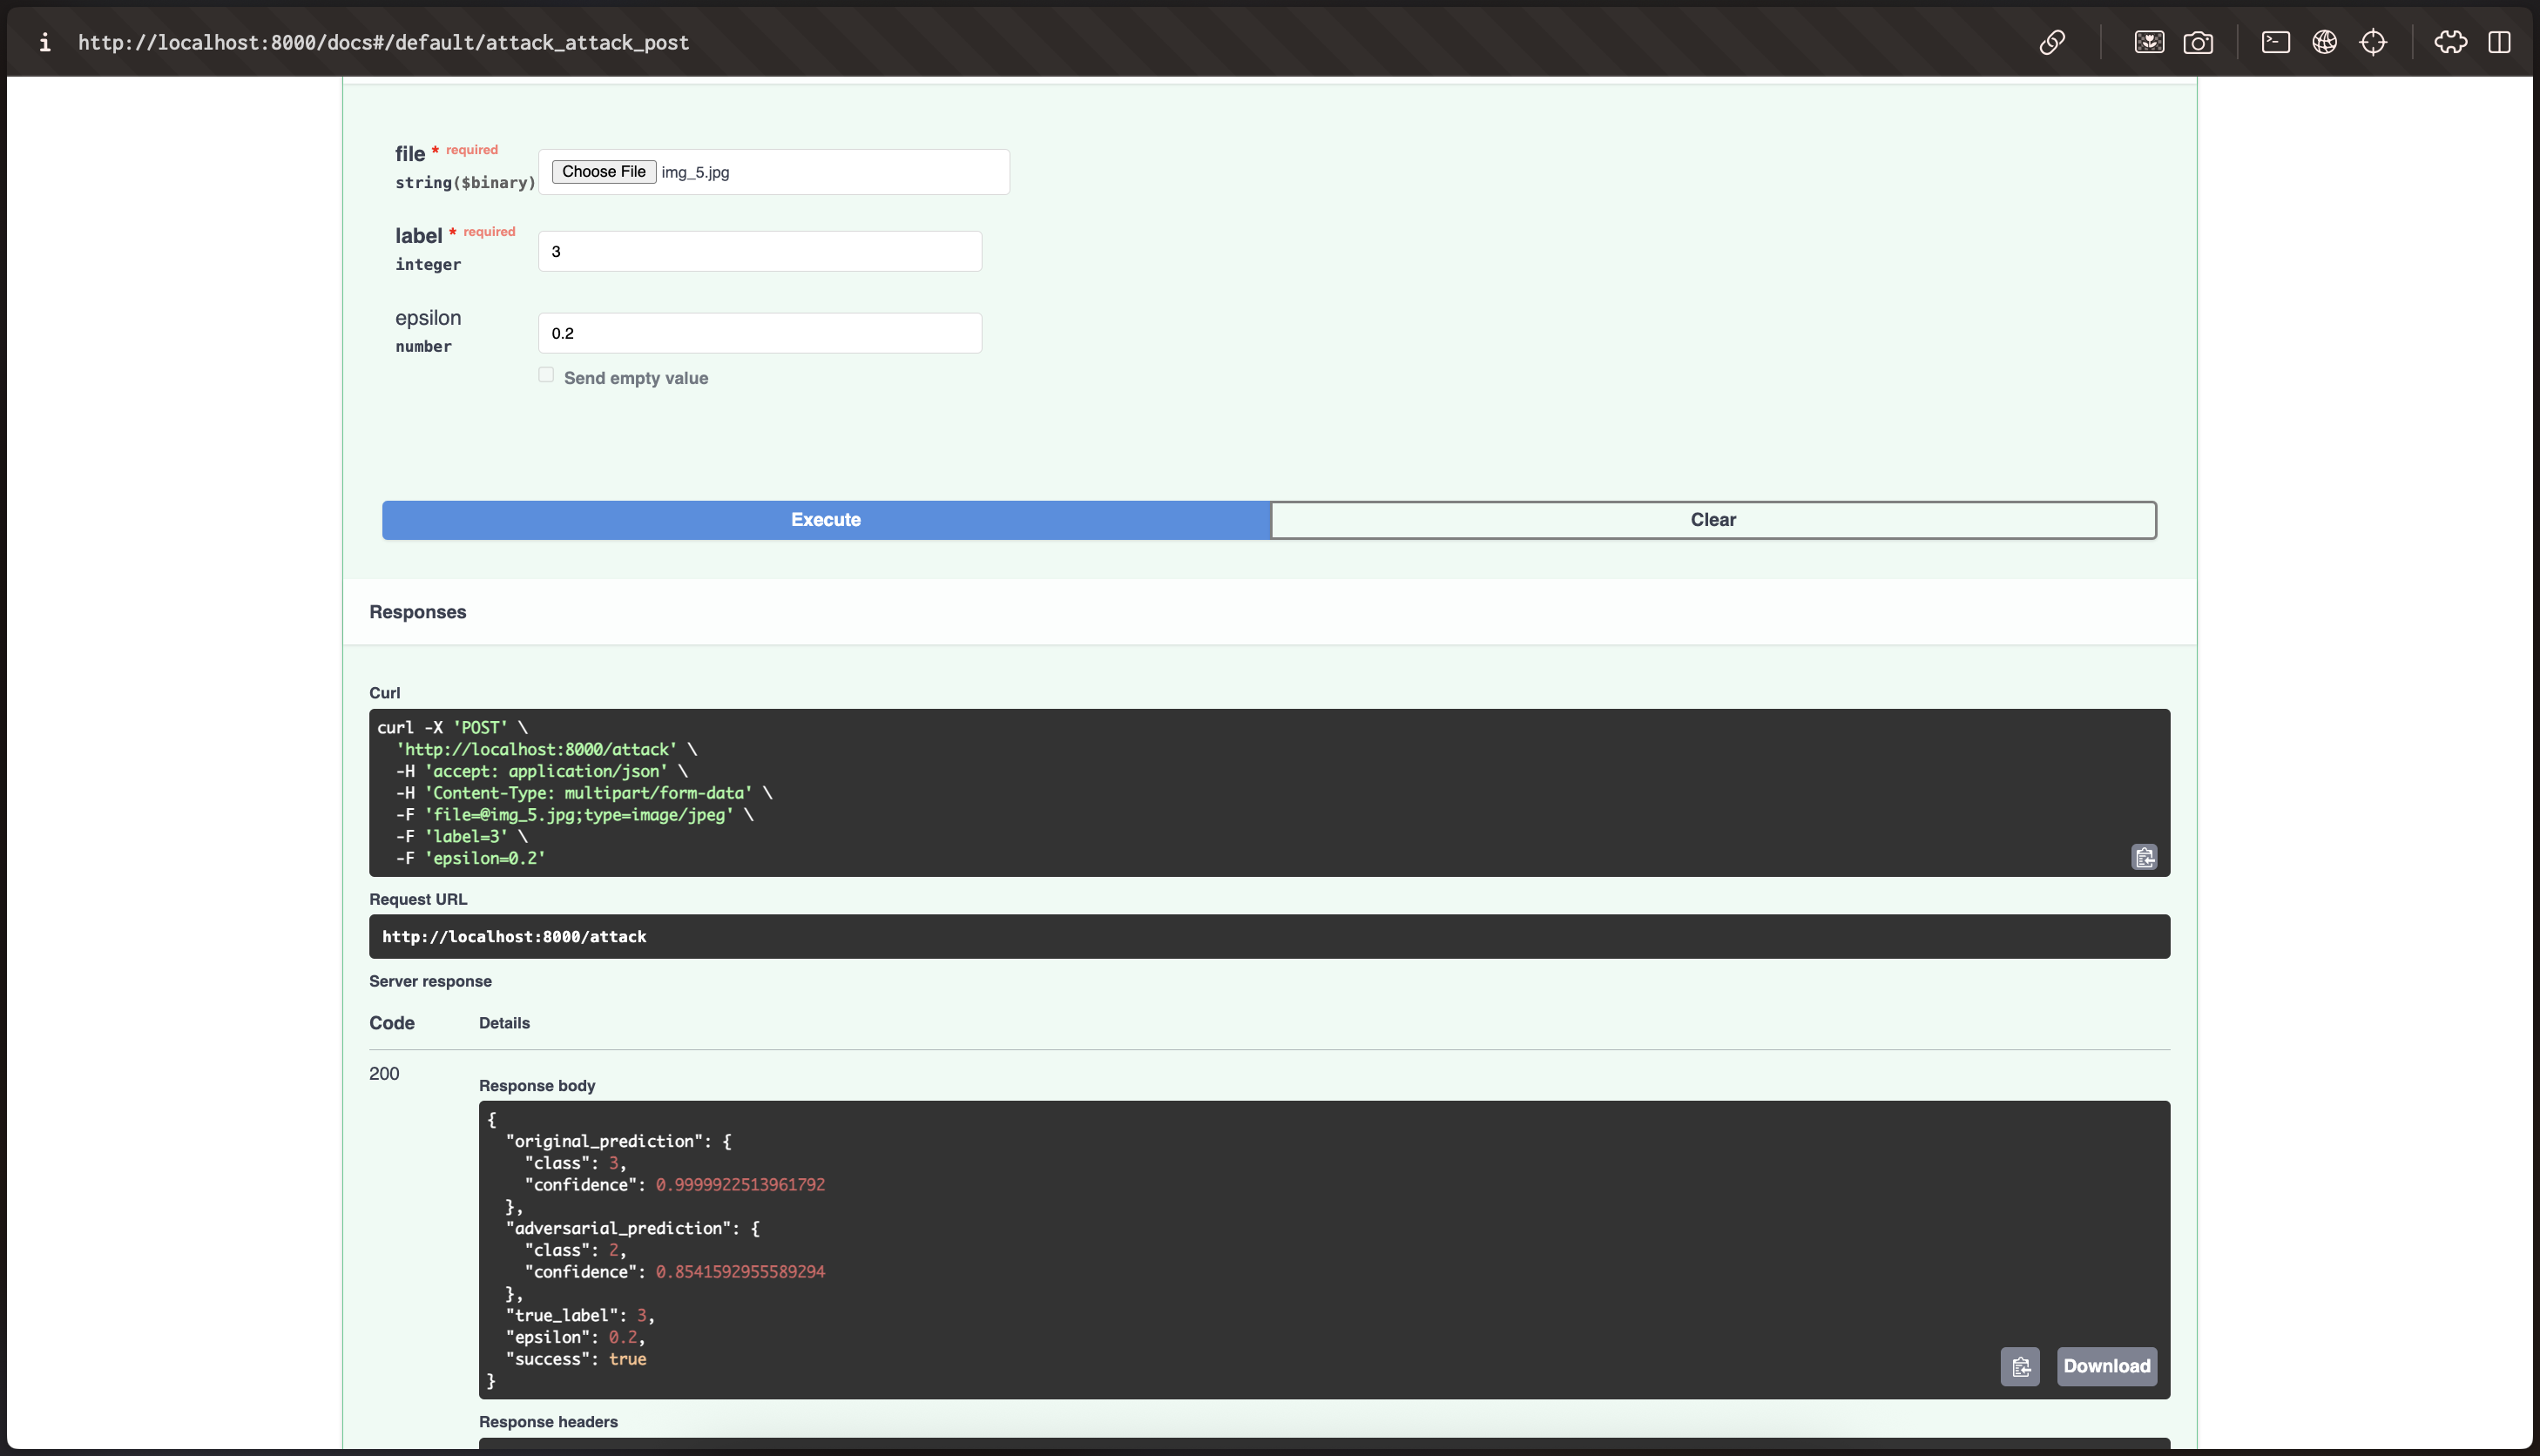 i http://localhost:8000/docs#/default/attack_attack_post
file * required
string($binary)
Choose File img_5.jpg
label * required
integer
3
epsilon
number
0.2
Send empty value
Execute
Clear
Responses
Curl
curl -X 'POST' \
  'http://localhost:8000/attack' \
  -H 'accept: application/json' \
  -H 'Content-Type: multipart/form-data' \
  -F 'file=@img_5.jpg;type=image/jpeg' \
  -F 'label=3' \
  -F 'epsilon=0.2'
Request URL
http://localhost:8000/attack
Server response
Code Details
200
Response body
{
  "original_prediction": {
    "class": 3,
    "confidence": 0.9999922513961792
  },
  "adversarial_prediction": {
    "class": 2,
    "confidence": 0.8541592955589294
  },
  "true_label": 3,
  "epsilon": 0.2,
  "success": true
}
Download
Response headers